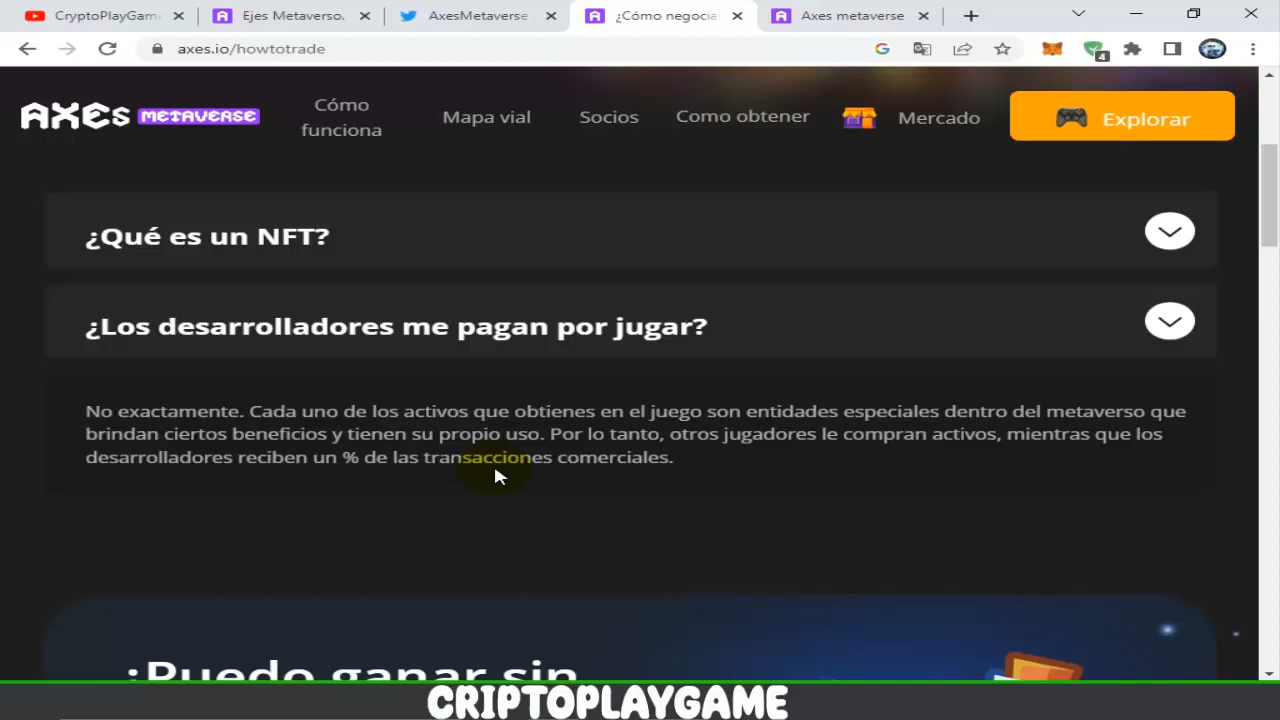 CryptoPlayGam
Ejes Metaverso.
AxesMetaverse
¿Cómo negocia
Axes metaverse
axes.io/howtotrade
4
AXEs METAVERSE
Cómo funciona
Mapa vial
Socios
Como obtener
Mercado
Explorar
¿Qué es un NFT?
¿Los desarrolladores me pagan por jugar?
No exactamente. Cada uno de los activos que obtienes en el juego son entidades especiales dentro del metaverso que
brindan ciertos beneficios y tienen su propio uso. Por lo tanto, otros jugadores le compran activos, mientras que los
desarrolladores reciben un % de las transacciones comerciales.
¿Puedo ganar sin
CRIPTOPLAYGAME